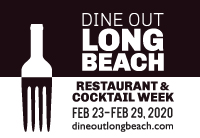 DINE OUT
LONG
BEACH
RESTAURANT &
COCKTAIL WEEK
FEB 23–FEB 29, 2020
dineoutlongbeach.com